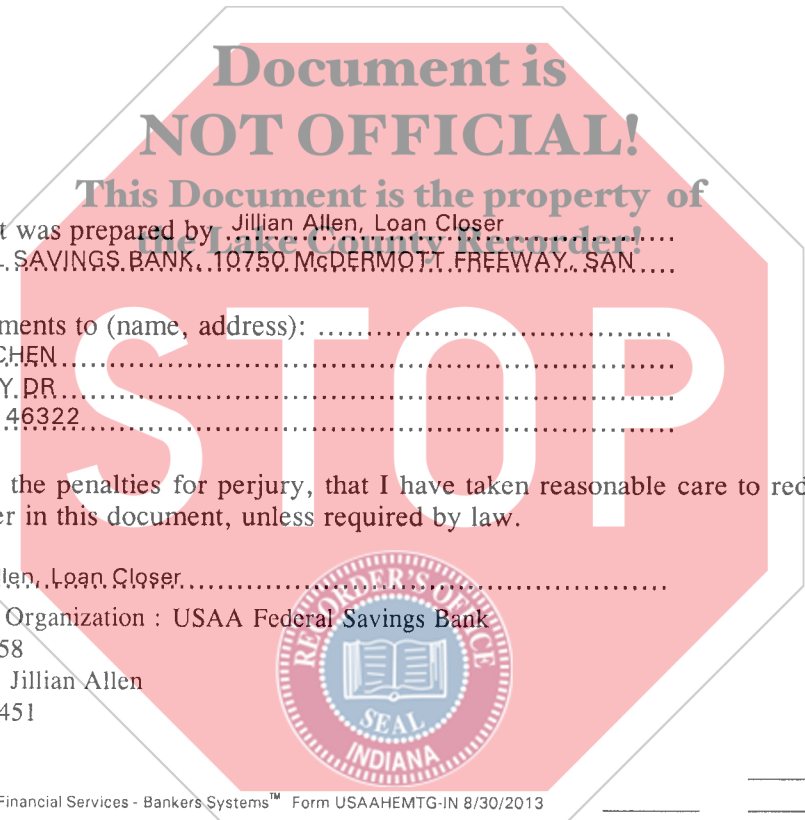 Document is
NOT OFFICIAL!
This Document is the property of
the Lake County Recorder!
t was prepared by Jillian Allen, Loan Closer
SAVINGS BANK, 10750 McDERMOTT FREEWAY, SAN
ments to (name, address):
CHEN
Y DR
46322
STOP
the penalties for perjury, that I have taken reasonable care to red
er in this document, unless required by law.
llen, Loan Closer
Organization : USAA Federal Savings Bank
58
Jillian Allen
451
RECORDER'S OFFICE
SEAL
INDIANA
Financial Services - Bankers Systems™ Form USAAHEMTG-IN 8/30/2013